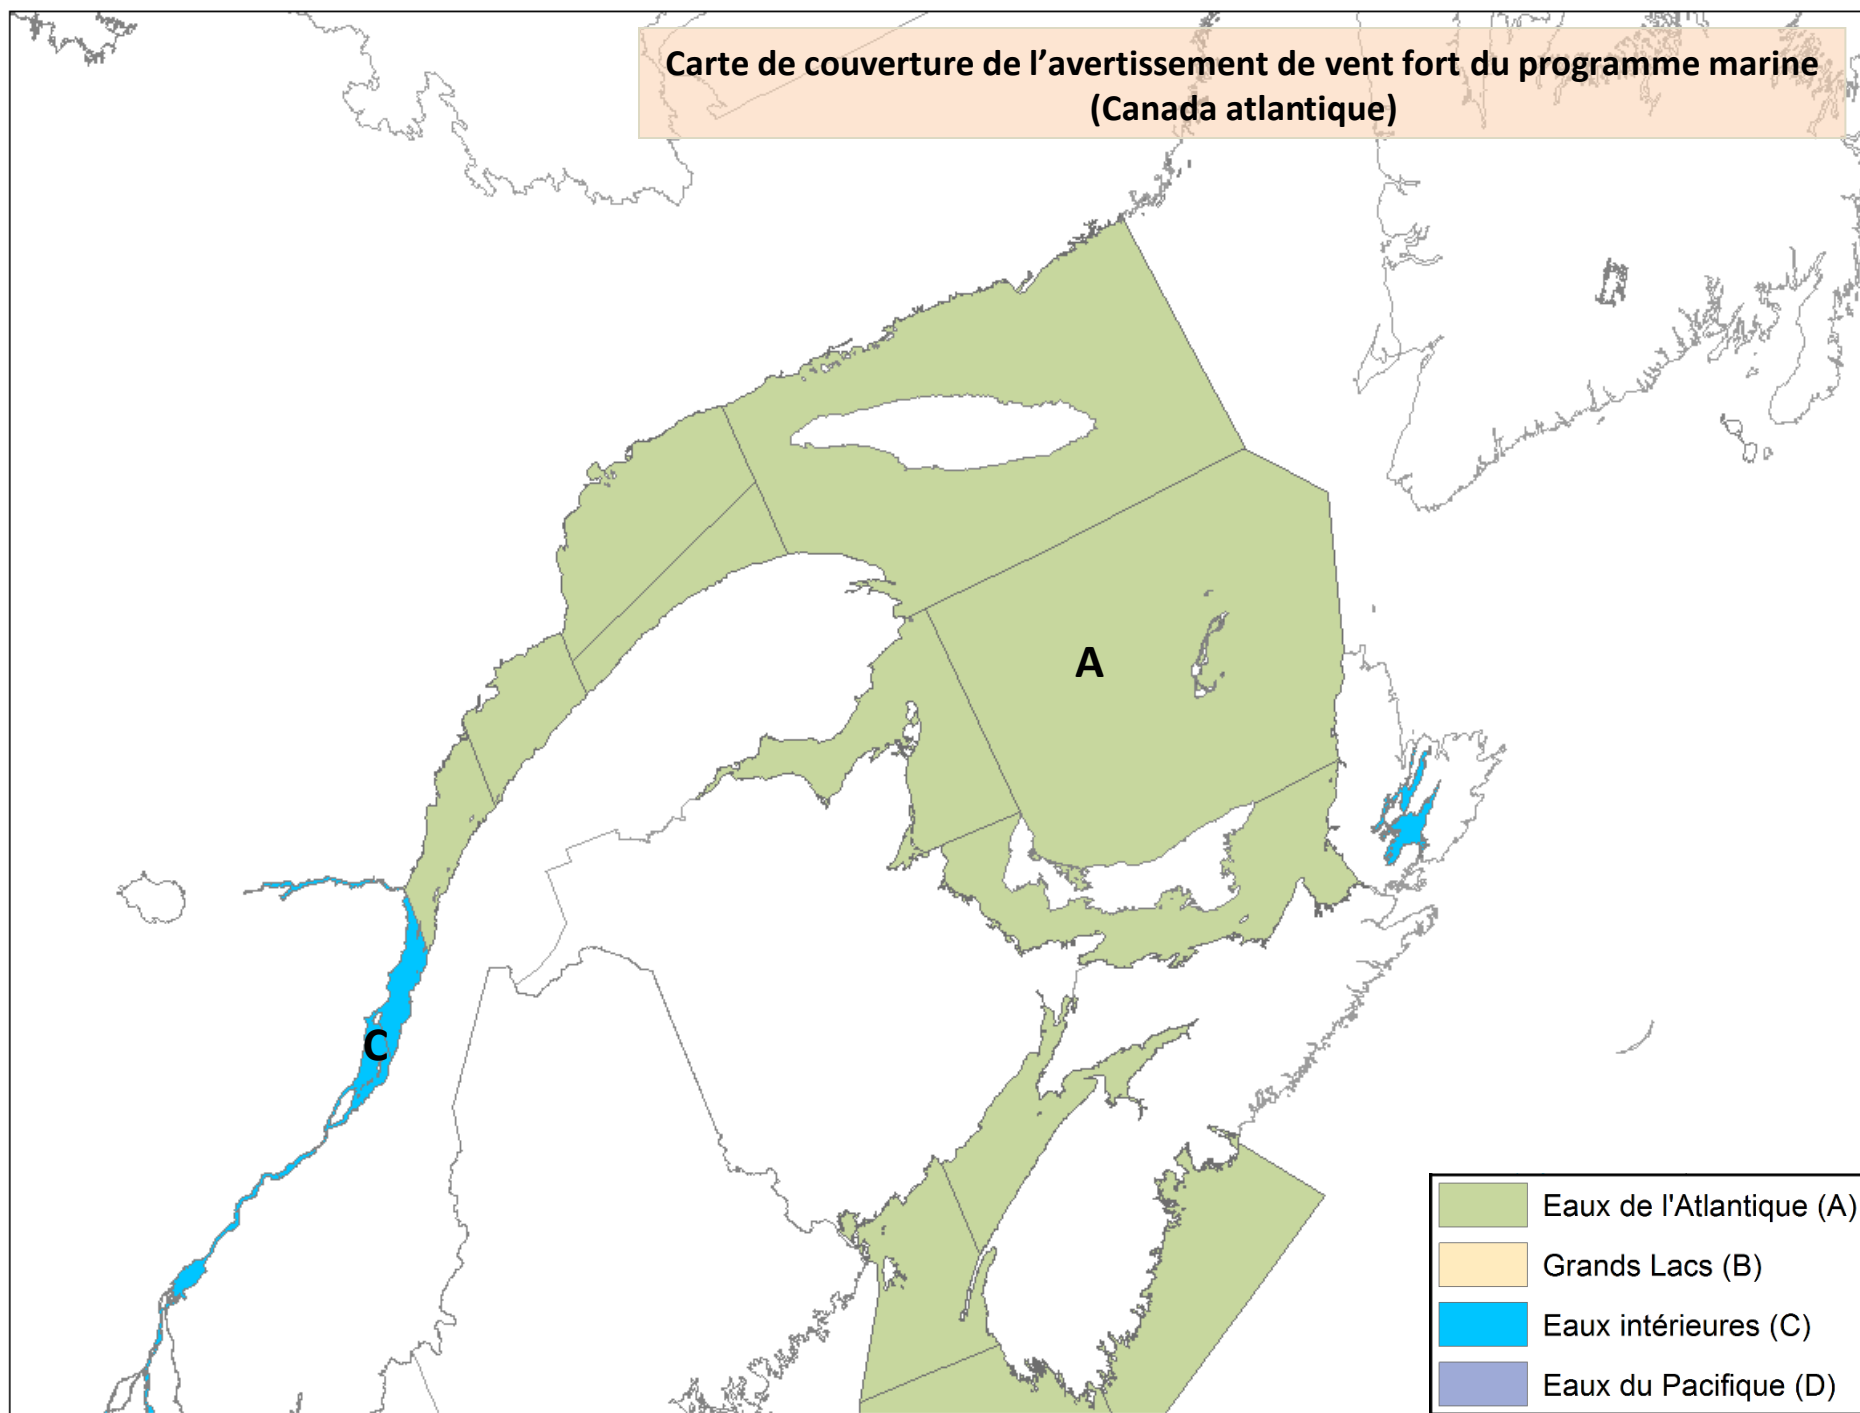 Carte de couverture de l’avertissement de vent fort du programme marine
(Canada atlantique)
A
C
Eaux de l'Atlantique (A)
Grands Lacs (B)
Eaux intérieures (C)
Eaux du Pacifique (D)